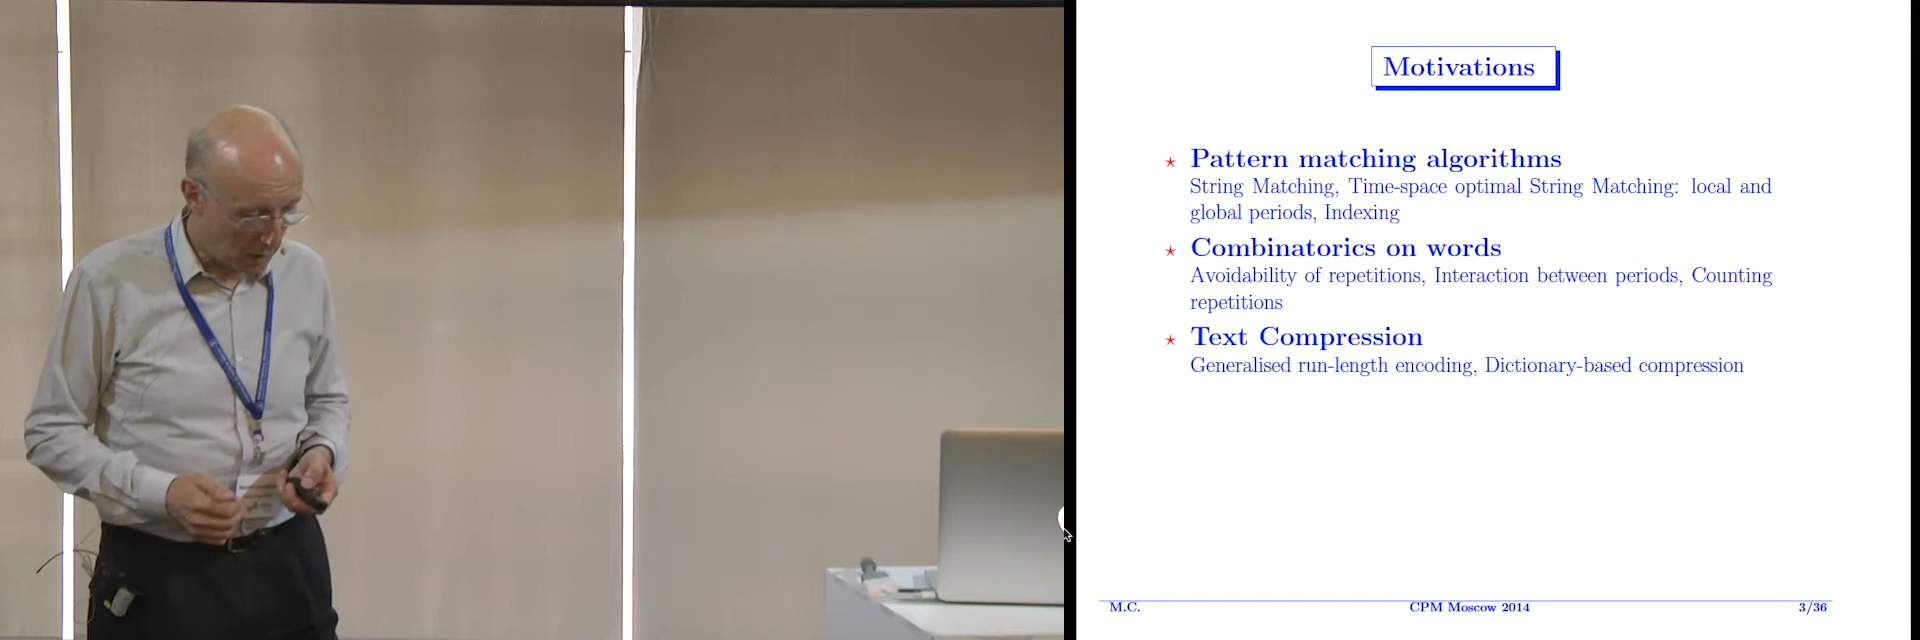 Motivations
⋆ Pattern matching algorithms
String Matching, Time-space optimal String Matching: local and
global periods, Indexing
⋆ Combinatorics on words
Avoidability of repetitions, Interaction between periods, Counting
repetitions
⋆ Text Compression
Generalised run-length encoding, Dictionary-based compression
M.C. CPM Moscow 2014 3/36